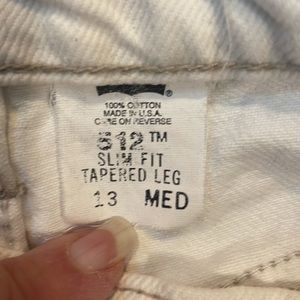 100% COTTON
MADE IN U.S.A.
CARE ON REVERSE
512™
SLIM FIT
TAPERED LEG
13 MED